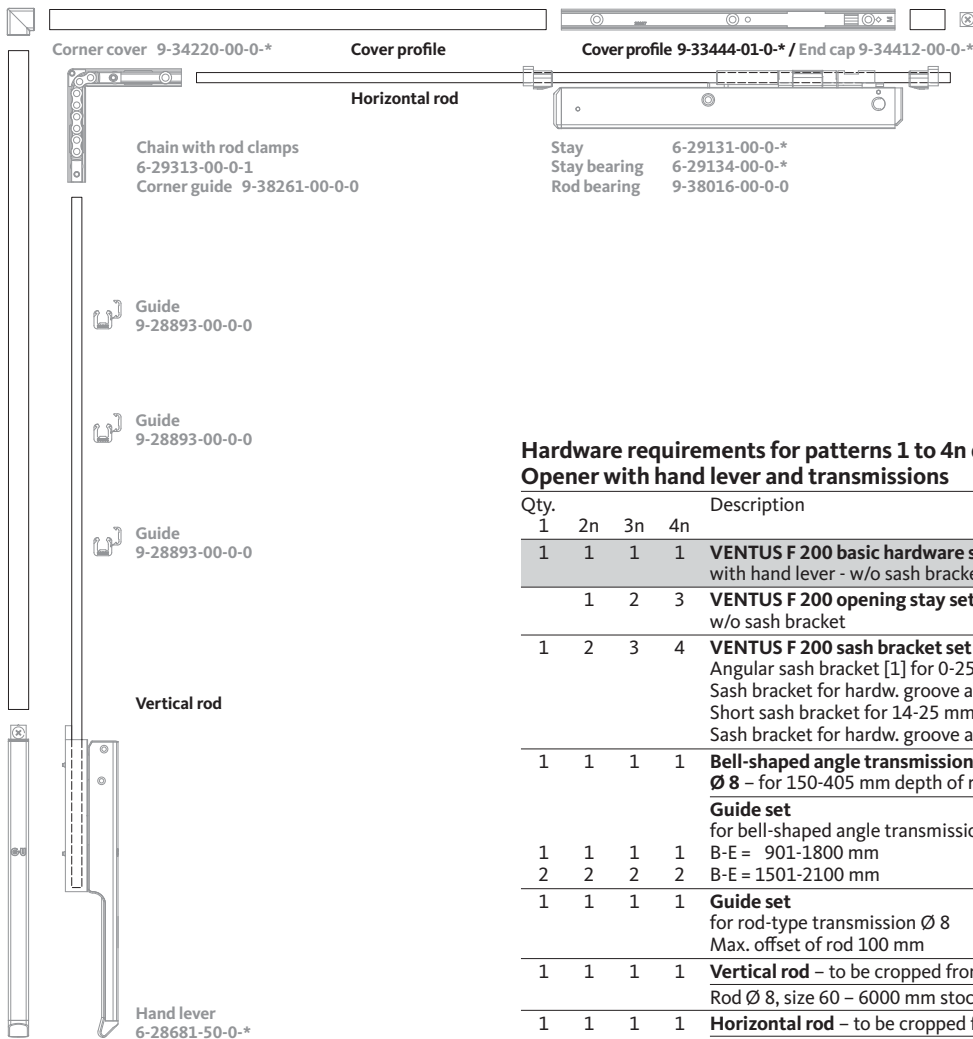 Corner cover 9-34220-00-0-*
Cover profile
Cover profile 9-33444-01-0-* / End cap 9-34412-00-0-*
Horizontal rod
Chain with rod clamps
6-29313-00-0-1
Corner guide 9-38261-00-0-0
Stay 6-29131-00-0-*
Stay bearing 6-29134-00-0-*
Rod bearing 9-38016-00-0-0
Guide
9-28893-00-0-0
Guide
9-28893-00-0-0
Guide
9-28893-00-0-0
Vertical rod
Hand lever
6-28681-50-0-*
Hardware requirements for patterns 1 to 4n
Opener with hand lever and transmissions
Qty. Description
1 2n 3n 4n
1 1 1 1 VENTUS F 200 basic hardware
with hand lever - w/o sash
1 2 3 VENTUS F 200 opening stay set
w/o sash bracket
1 2 3 4 VENTUS F 200 sash bracket set
Angular sash bracket [1] for 0-25
Sash bracket for hardw. groove
Short sash bracket for 14-25 mm
Sash bracket for hardw. groove
1 1 1 1 Bell-shaped angle transmission
Ø 8 – for 150-405 mm depth of
Guide set
for bell-shaped angle
1 1 1 1 B-E = 901-1800 mm
2 2 2 2 B-E = 1501-2100 mm
1 1 1 1 Guide set
for rod-type transmission Ø 8
Max. offset of rod 100 mm
1 1 1 1 Vertical rod – to be cropped
Rod Ø 8, size 60 – 6000 mm
1 1 1 1 Horizontal rod – to be cropped